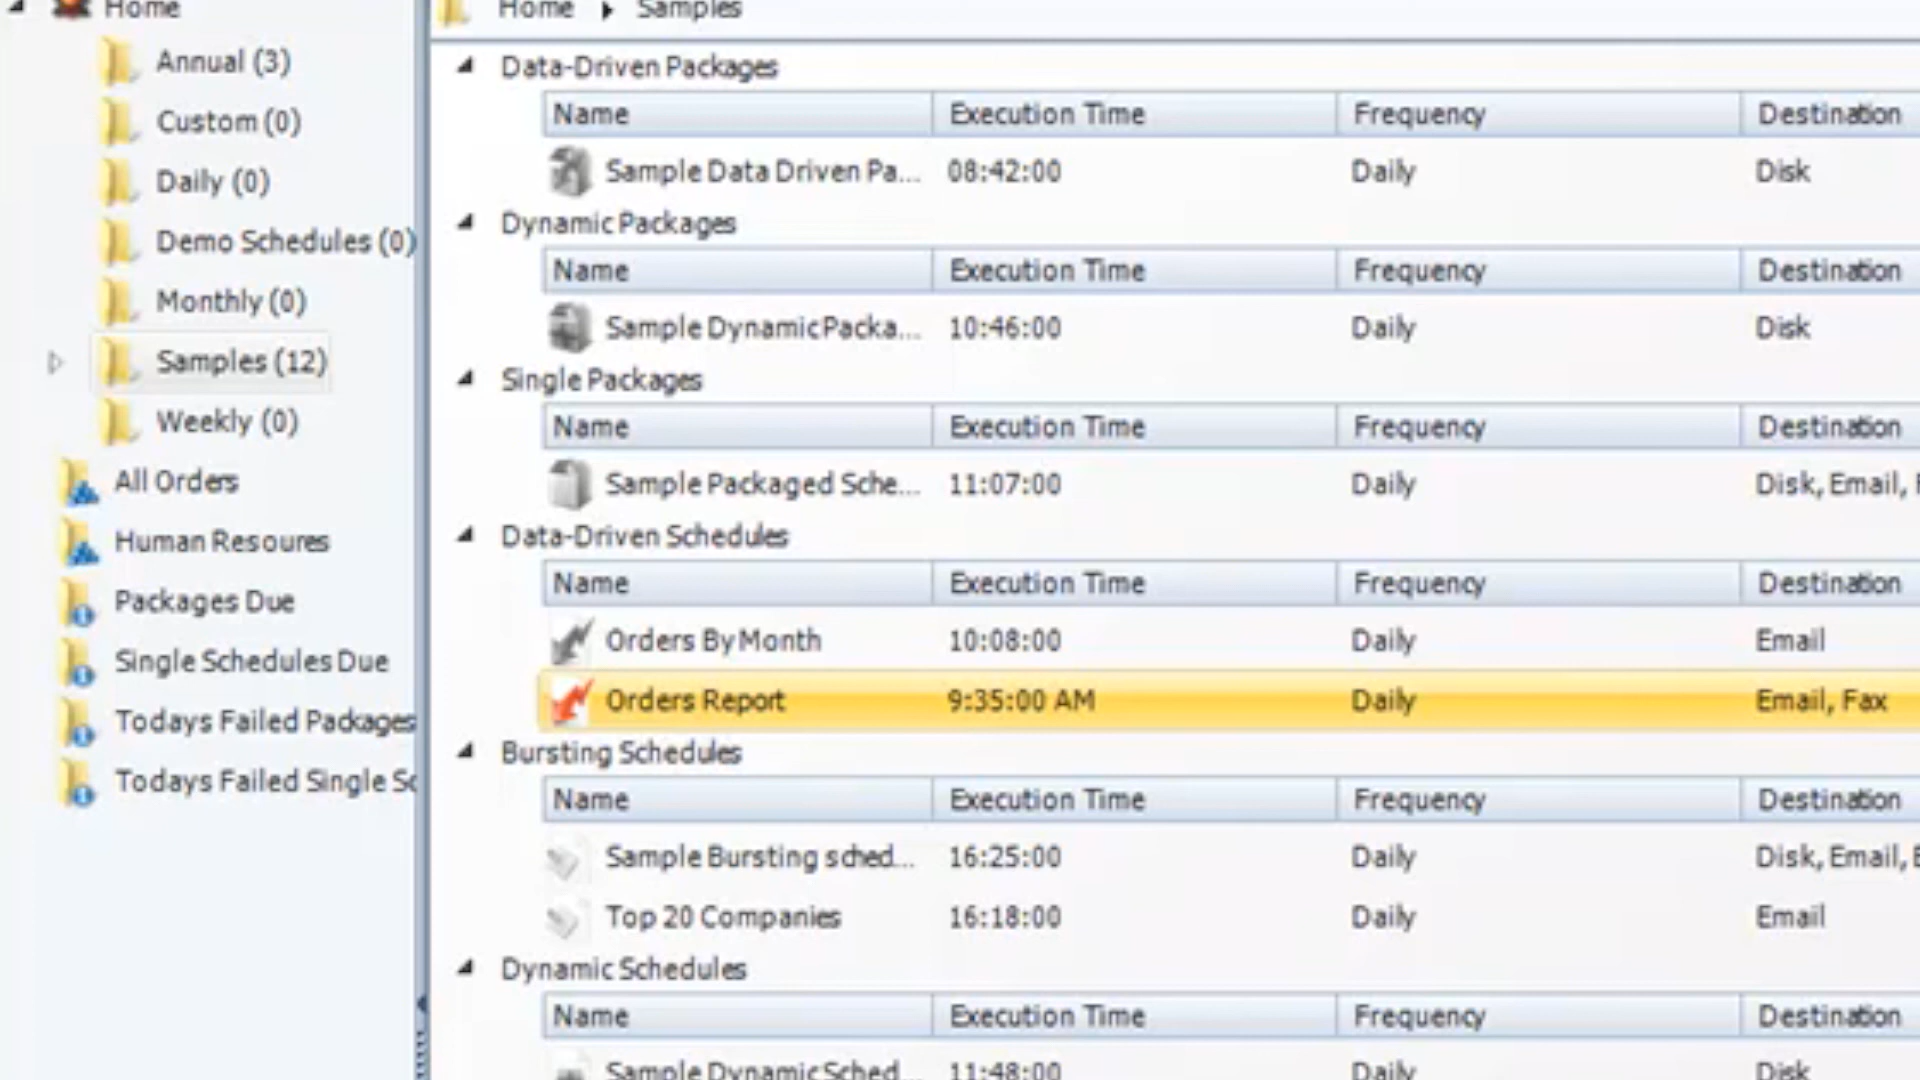 Home
Annual (3)
Custom (0)
Daily (0)
Demo Schedules (0)
Monthly (0)
Samples (12)
Weekly (0)
All Orders
Human Resoures
Packages Due
Single Schedules Due
Todays Failed Packages
Todays Failed Single Sc
Home Samples
Data-Driven Packages
Name Execution Time Frequency Destination
Sample Data Driven Pa... 08:42:00 Daily Disk
Dynamic Packages
Name Execution Time Frequency Destination
Sample Dynamic Packa... 10:46:00 Daily Disk
Single Packages
Name Execution Time Frequency Destination
Sample Packaged Sche... 11:07:00 Daily Disk, Email,
Data-Driven Schedules
Name Execution Time Frequency Destination
Orders By Month 10:08:00 Daily Email
Orders Report 9:35:00 AM Daily Email, Fax
Bursting Schedules
Name Execution Time Frequency Destination
Sample Bursting sched... 16:25:00 Daily Disk, Email,
Top 20 Companies 16:18:00 Daily Email
Dynamic Schedules
Name Execution Time Frequency Destination
Sample Dynamic Sched... 11:48:00 Daily Disk